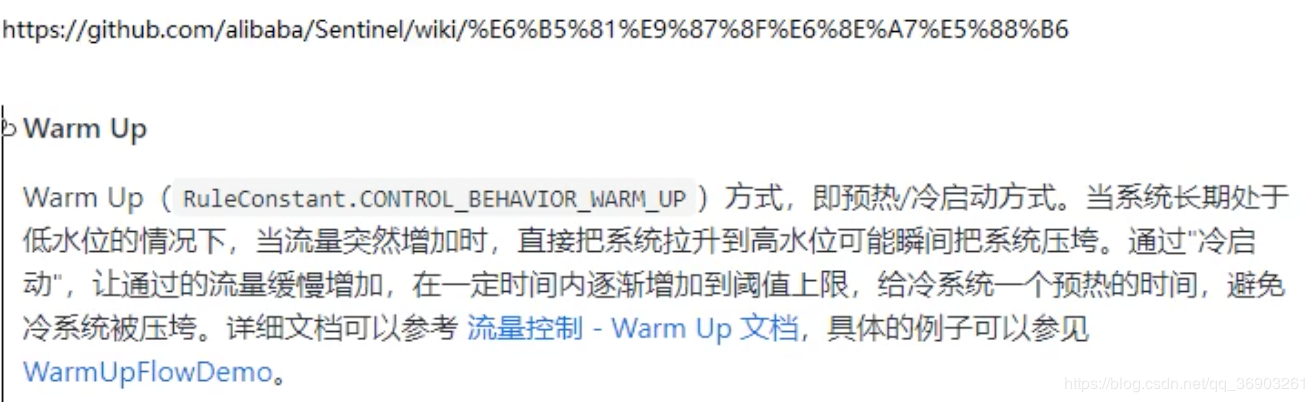 https://github.com/alibaba/Sentinel/wiki/%E6%B5%81%E9%87%8F%E6%8E%A7%E5%88%B6
Warm Up
Warm Up（RuleConstant.CONTROL_BEHAVIOR_WARM_UP）方式，即预热/冷启动方式。当系统长期处于
低水位的情况下，当流量突然增加时，直接把系统拉升到高水位可能瞬间把系统压垮。通过"冷启
动"，让通过的流量缓慢增加，在一定时间内逐渐增加到阈值上限，给冷系统一个预热的时间，避免
冷系统被压垮。详细文档可以参考 流量控制 - Warm Up 文档，具体的例子可以参见
WarmUpFlowDemo。
https://blog.csdn.net/qq_36903261